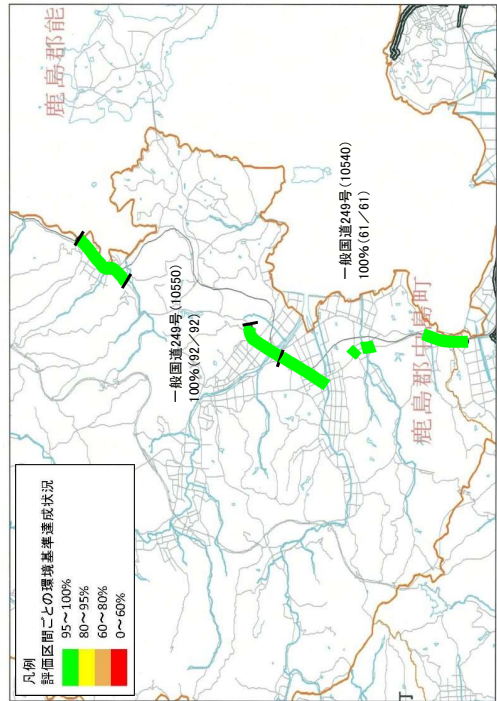 凡例
評価区間ごとの環境基準達成状況
95～100%
80～95%
60～80%
0～60%
鹿島郡能
一般国道249号(10550)
100%(92／92)
一般国道249号(10540)
100%(61／61)
鹿島郡中島町